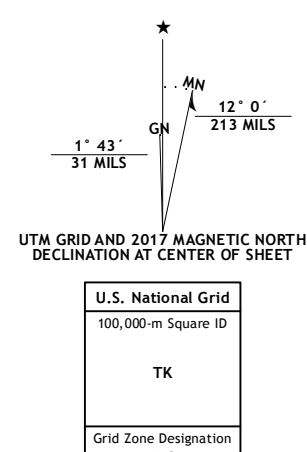 ★
MN
GN
12° 0´
213 MILS
1° 43´
31 MILS
UTM GRID AND 2017 MAGNETIC NORTH
DECLINATION AT CENTER OF SHEET
U.S. National Grid
100,000-m Square ID
TK
Grid Zone Designation